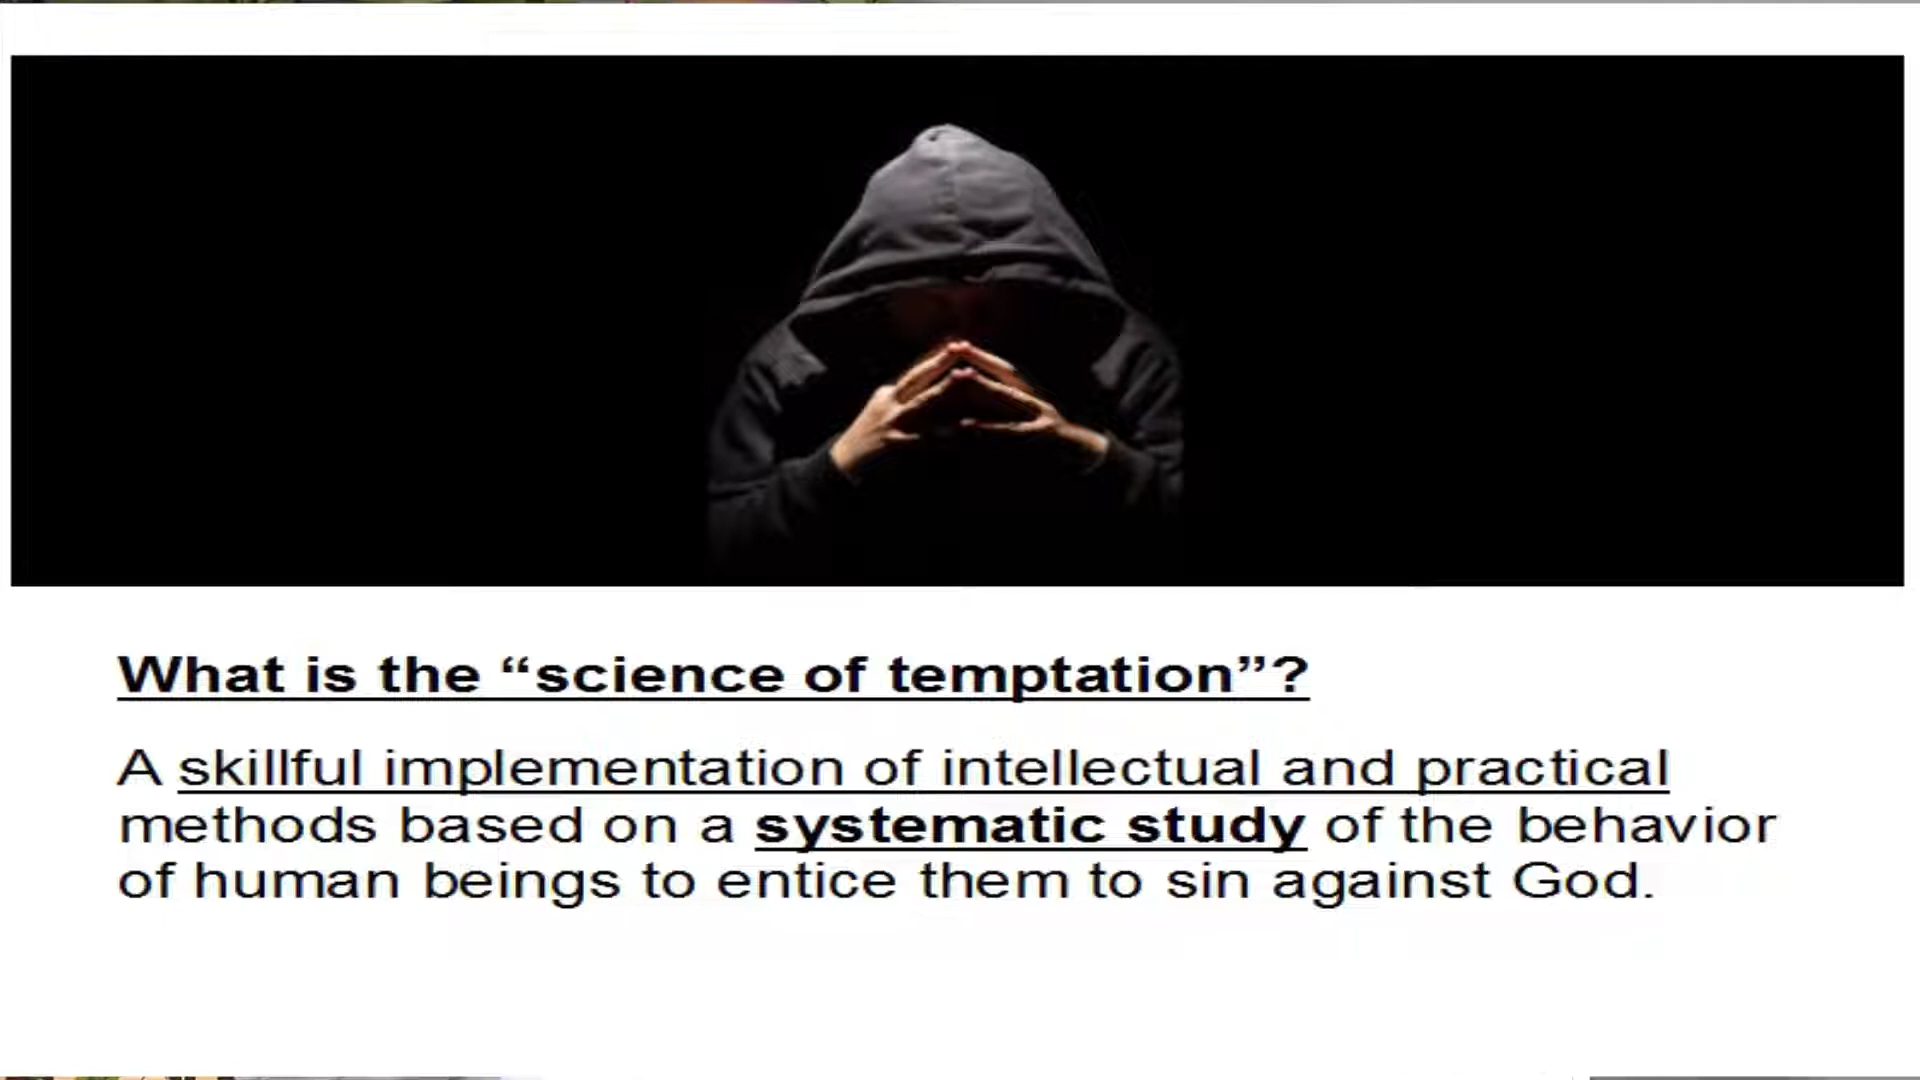 What is the “science of temptation”?
A skillful implementation of intellectual and practical
methods based on a systematic study of the behavior
of human beings to entice them to sin against God.